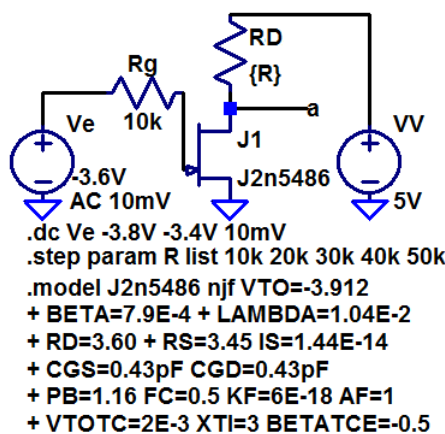 RD
{R}
Rg
10k
a
Ve
J1
VV
J2n5486
-3.6V
AC 10mV
5V
.dc Ve -3.8V -3.4V 10mV
.step param R list 10k 20k 30k 40k 50k
.model J2n5486 njf VTO=-3.912
+ BETA=7.9E-4 + LAMBDA=1.04E-2
+ RD=3.60 + RS=3.45 IS=1.44E-14
+ CGS=0.43pF CGD=0.43pF
+ PB=1.16 FC=0.5 KF=6E-18 AF=1
+ VTOTC=2E-3 XTI=3 BETATCE=-0.5